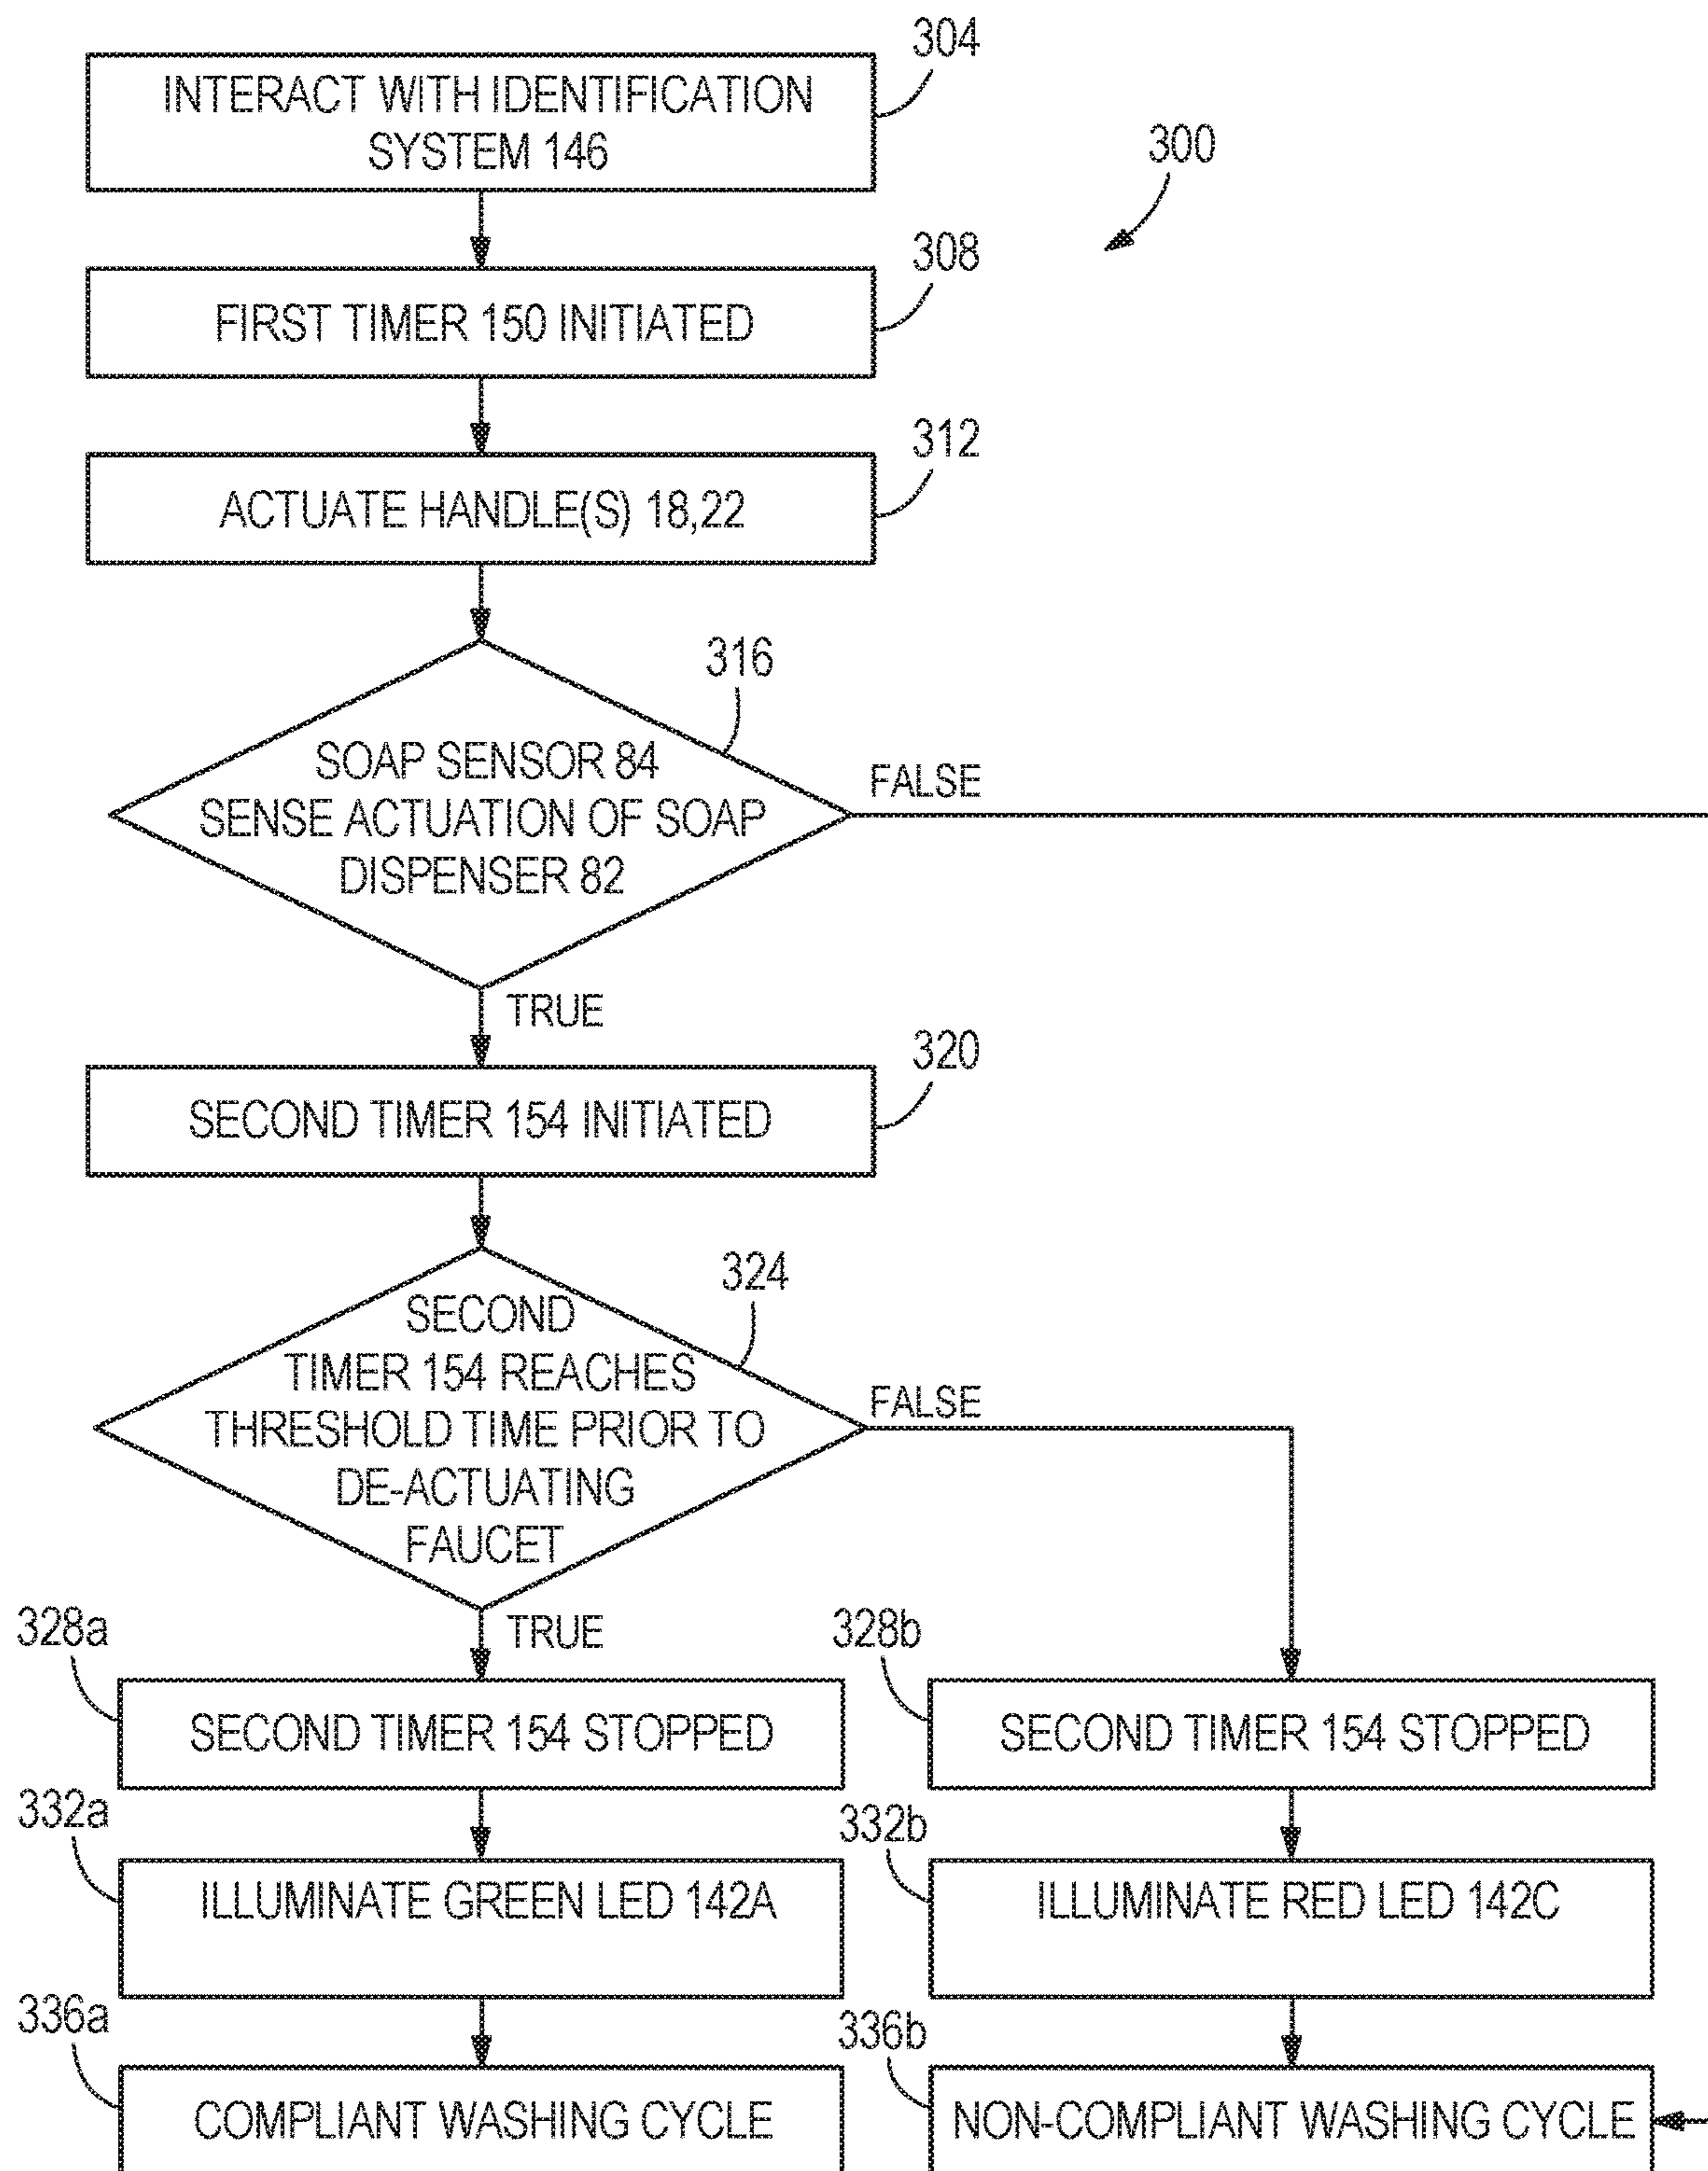 304
INTERACT WITH IDENTIFICATION
SYSTEM 146
300
308
FIRST TIMER 150 INITIATED
312
ACTUATE HANDLE(S) 18,22
316
SOAP SENSOR 84
SENSE ACTUATION OF SOAP
DISPENSER 82
FALSE
TRUE
320
SECOND TIMER 154 INITIATED
324
SECOND
TIMER 154 REACHES
THRESHOLD TIME PRIOR TO
DE-ACTUATING
FAUCET
FALSE
TRUE
328a
SECOND TIMER 154 STOPPED
328b
SECOND TIMER 154 STOPPED
332a
ILLUMINATE GREEN LED 142A
332b
ILLUMINATE RED LED 142C
336a
COMPLIANT WASHING CYCLE
336b
NON-COMPLIANT WASHING CYCLE